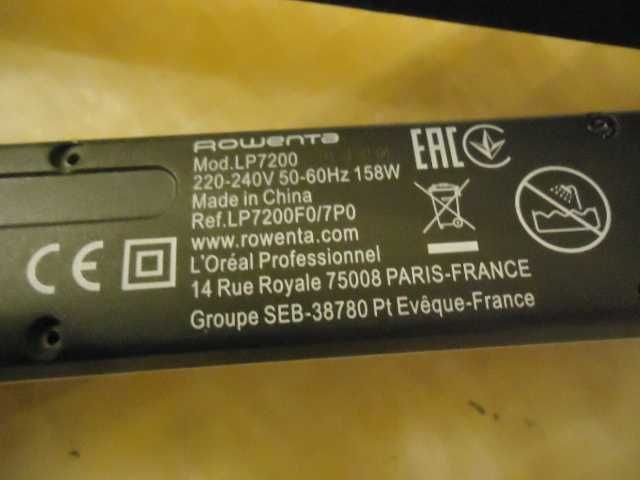 Rowenta
Mod.LP7200
220-240V 50-60Hz 158W
Made in China
Ref.LP7200F0/7P0
www.rowenta.com
L'Oréal Professionnel
14 Rue Royale 75008 PARIS-FRANCE
Groupe SEB-38780 Pt Evêque-France
EAC
CE